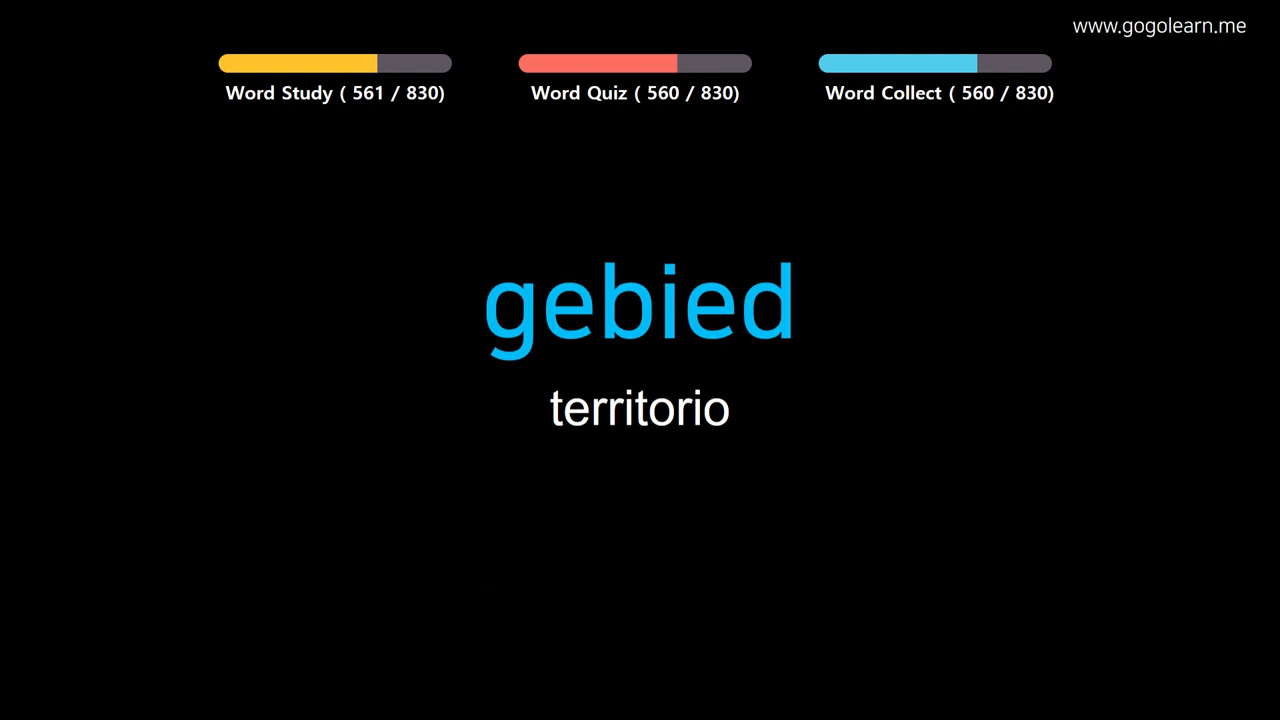 www.gogolearn.me
Word Study ( 561 / 830)
Word Quiz ( 560 / 830)
Word Collect ( 560 / 830)
gebied
territorio